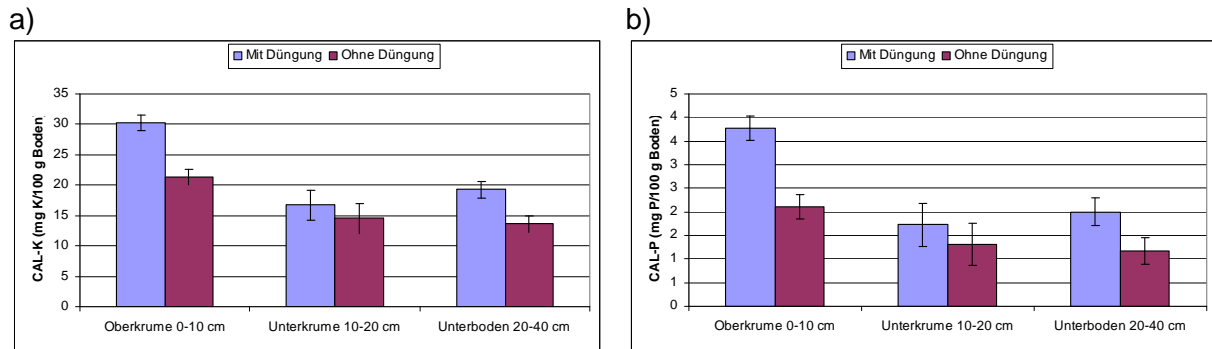 a)
Mit Düngung Ohne Düngung
CAL-K (mg K/100 g Boden)
35
30
25
20
15
10
5
0
Oberkrume 0-10 cm Unterkrume 10-20 cm Unterboden 20-40 cm
b)
Mit Düngung Ohne Düngung
CAL-P (mg P/100 g Boden)
5
4
4
3
3
2
2
1
1
0
Oberkrume 0-10 cm Unterkrume 10-20 cm Unterboden 20-40 cm